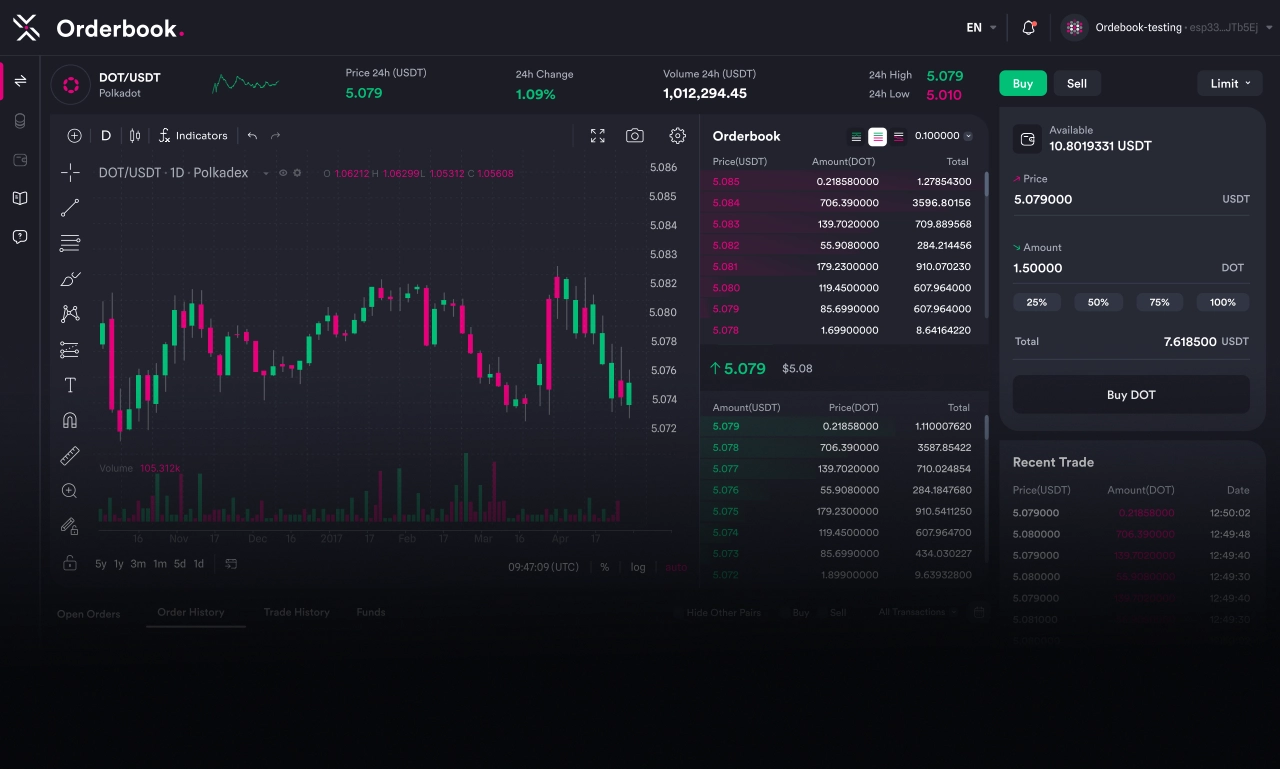 Orderbook.
EN
Ordebook-testing • esp33...JTb5Ej
DOT/USDT
Polkadot
Price 24h (USDT)
5.079
24h Change
1.09%
Volume 24h (USDT)
1,012,294.45
24h High 5.079
24h Low 5.010
Buy Sell Limit
D Indicators
DOT/USDT · 1D · Polkadex O 1.06212 H 1.06299 L 1.05312 C 1.05608
5.086
5.085
5.084
5.083
5.082
5.080
5.078
5.076
5.074
5.072
Volume 105.312k
16 Nov 17 Dec 16 2017 17 Feb 17 Mar 16 Apr 17
5y 1y 3m 1m 5d 1d
09:47:09 (UTC) % log auto
Orderbook 0.100000
Price(USDT) Amount(DOT) Total
5.085 0.218580000 1.27854300
5.084 706.390000 3596.80156
5.083 139.7020000 709.889568
5.082 55.9080000 284.214456
5.081 179.2300000 910.070230
5.080 119.4500000 607.964000
5.079 85.6990000 607.964000
5.078 1.69900000 8.64164220
↑ 5.079 $5.08
Amount(USDT) Price(DOT) Total
5.079 0.21858000 1.110007620
5.078 706.390000 3587.85422
5.077 139.7020000 710.024854
5.076 55.9080000 284.1847680
5.075 179.2300000 910.5411250
5.074 119.4500000 607.964700
5.073 85.6990000 434.030227
5.072 1.89900000 9.63932800
Available
10.8019331 USDT
Price
5.079000 USDT
Amount
1.50000 DOT
25% 50% 75% 100%
Total 7.618500 USDT
Buy DOT
Recent Trade
Price(USDT) Amount(DOT) Date
5.079000 0.21858000 12:50:02
5.080000 706.390000 12:49:48
5.079000 139.7020000 12:49:40
5.080000 12:49:30
5.079000 12:49:40
5.081000 12:49:30
Open Orders Order History Trade History Funds
Hide Other Pairs Buy Sell All Transactions